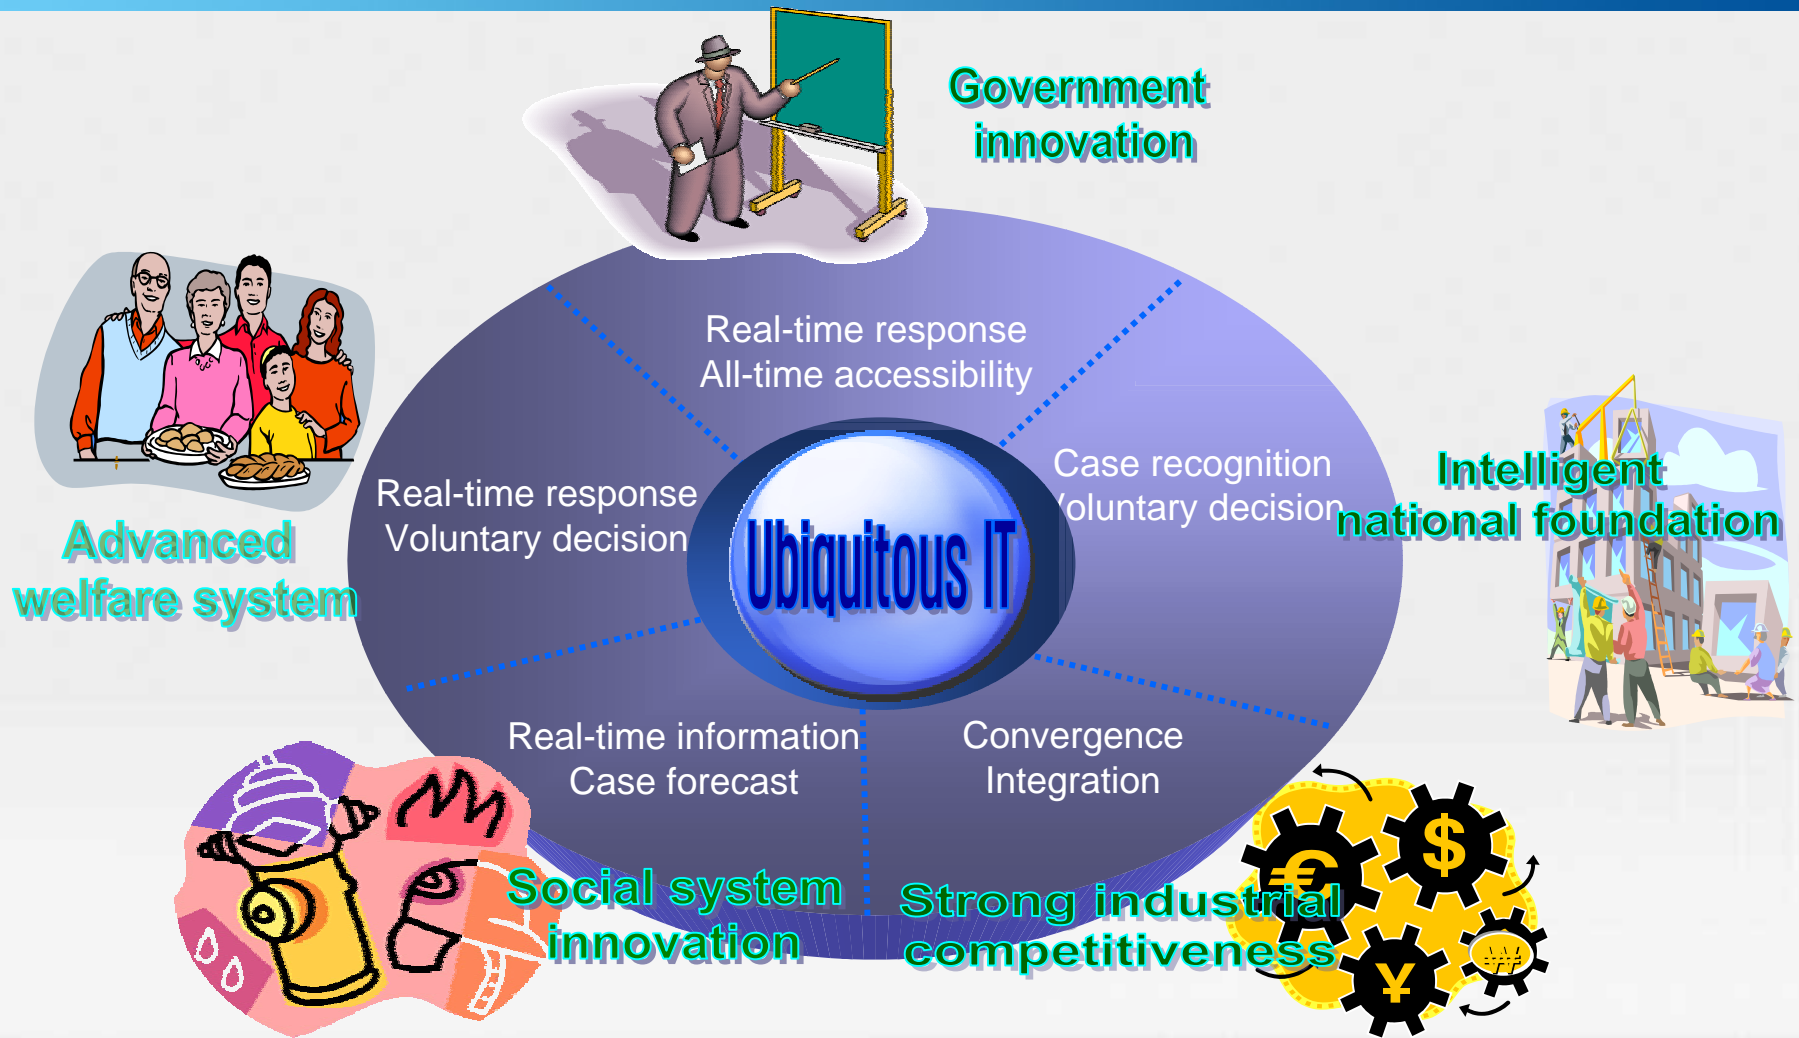 Government
innovation
Real-time response
All-time accessibility
Case recognition
Voluntary decision
Intelligent
national foundation
Real-time response
Voluntary decision
Ubiquitous IT
Advanced
welfare system
Real-time information
Case forecast
Convergence
Integration
Social system
innovation
Strong industrial
competitiveness
€
$
¥
₩